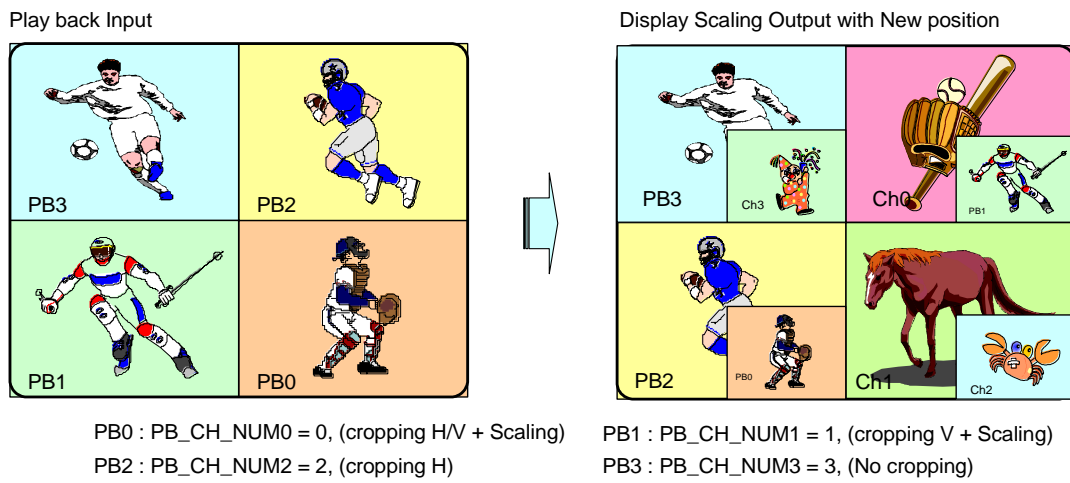 Play back Input
Display Scaling Output with New position
PB3
PB2
PB1
PB0
PB3
Ch3
Ch0
PB1
PB2
PB0
Ch1
Ch2
PB0 : PB_CH_NUM0 = 0, (cropping H/V + Scaling)
PB1 : PB_CH_NUM1 = 1, (cropping V + Scaling)
PB2 : PB_CH_NUM2 = 2, (cropping H)
PB3 : PB_CH_NUM3 = 3, (No cropping)